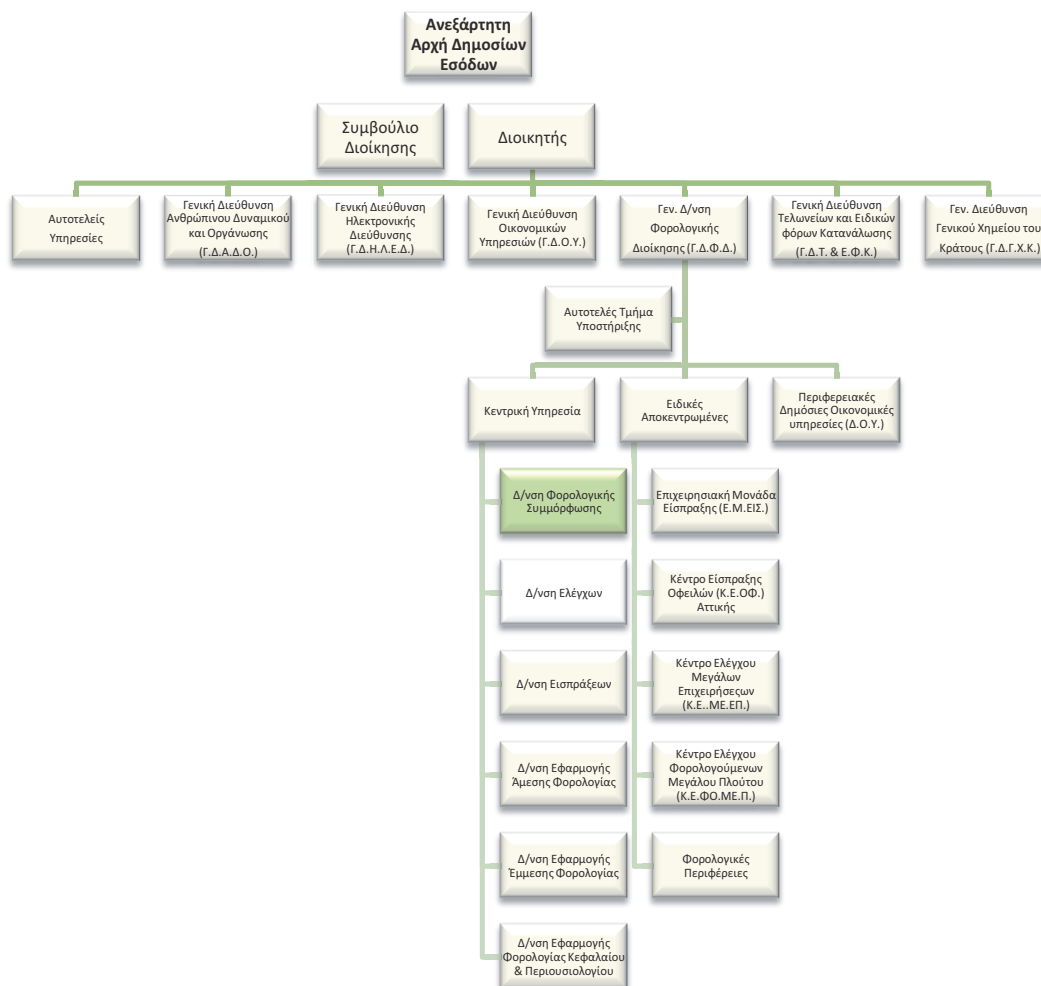 Ανεξάρτητη
Αρχή Δημοσίων
Εσόδων
Συμβούλιο
Διοίκησης
Διοικητής
Αυτοτελείς
Υπηρεσίες
Γενική Διεύθυνση
Ανθρώπινου Δυναμικού
και Οργάνωσης
(Γ.Δ.Α.Δ.Ο.)
Γενική Διεύθυνση
Ηλεκτρονικής
Διεύθυνσης
(Γ.Δ.Η.Λ.Ε.Δ.)
Γενική Διεύθυνση
Οικονομικών
Υπηρεσιών (Γ.Δ.Ο.Υ.)
Γεν. Δ/νση
Φορολογικής
Διοίκησης (Γ.Δ.Φ.Δ.)
Γενική Διεύθυνση
Τελωνείων και Ειδικών
φόρων Κατανάλωσης
(Γ.Δ.Τ. & Ε.Φ.Κ.)
Γεν. Διεύθυνση
Γενικού Χημείου του
Κράτους (Γ.Δ.Γ.Χ.Κ.)
Αυτοτελές Τμήμα
Υποστήριξης
Κεντρική Υπηρεσία
Ειδικές
Αποκεντρωμένες
Περιφερειακές
Δημόσιες Οικονομικές
υπηρεσίες (Δ.Ο.Υ.)
Δ/νση Φορολογικής
Συμμόρφωσης
Επιχειρησιακή Μονάδα
Είσπραξης (Ε.Μ.ΕΙΣ.)
Δ/νση Ελέγχων
Κέντρο Είσπραξης
Οφειλών (Κ.Ε.ΟΦ.)
Αττικής
Δ/νση Εισπράξεων
Κέντρο Ελέγχου
Μεγάλων
Επιχειρήσεςων
(Κ.Ε..ΜΕ.ΕΠ.)
Δ/νση Εφαρμογής
Άμεσης Φορολογίας
Κέντρο Ελέγχου
Φορολογούμενων
Μεγάλου Πλούτου
(Κ.Ε.ΦΟ.ΜΕ.Π.)
Δ/νση Εφαρμογής
Έμμεσης Φορολογίας
Φορολογικές
Περιφέρειες
Δ/νση Εφαρμογής
Φορολογίας Κεφαλαίου
& Περιουσιολογίου